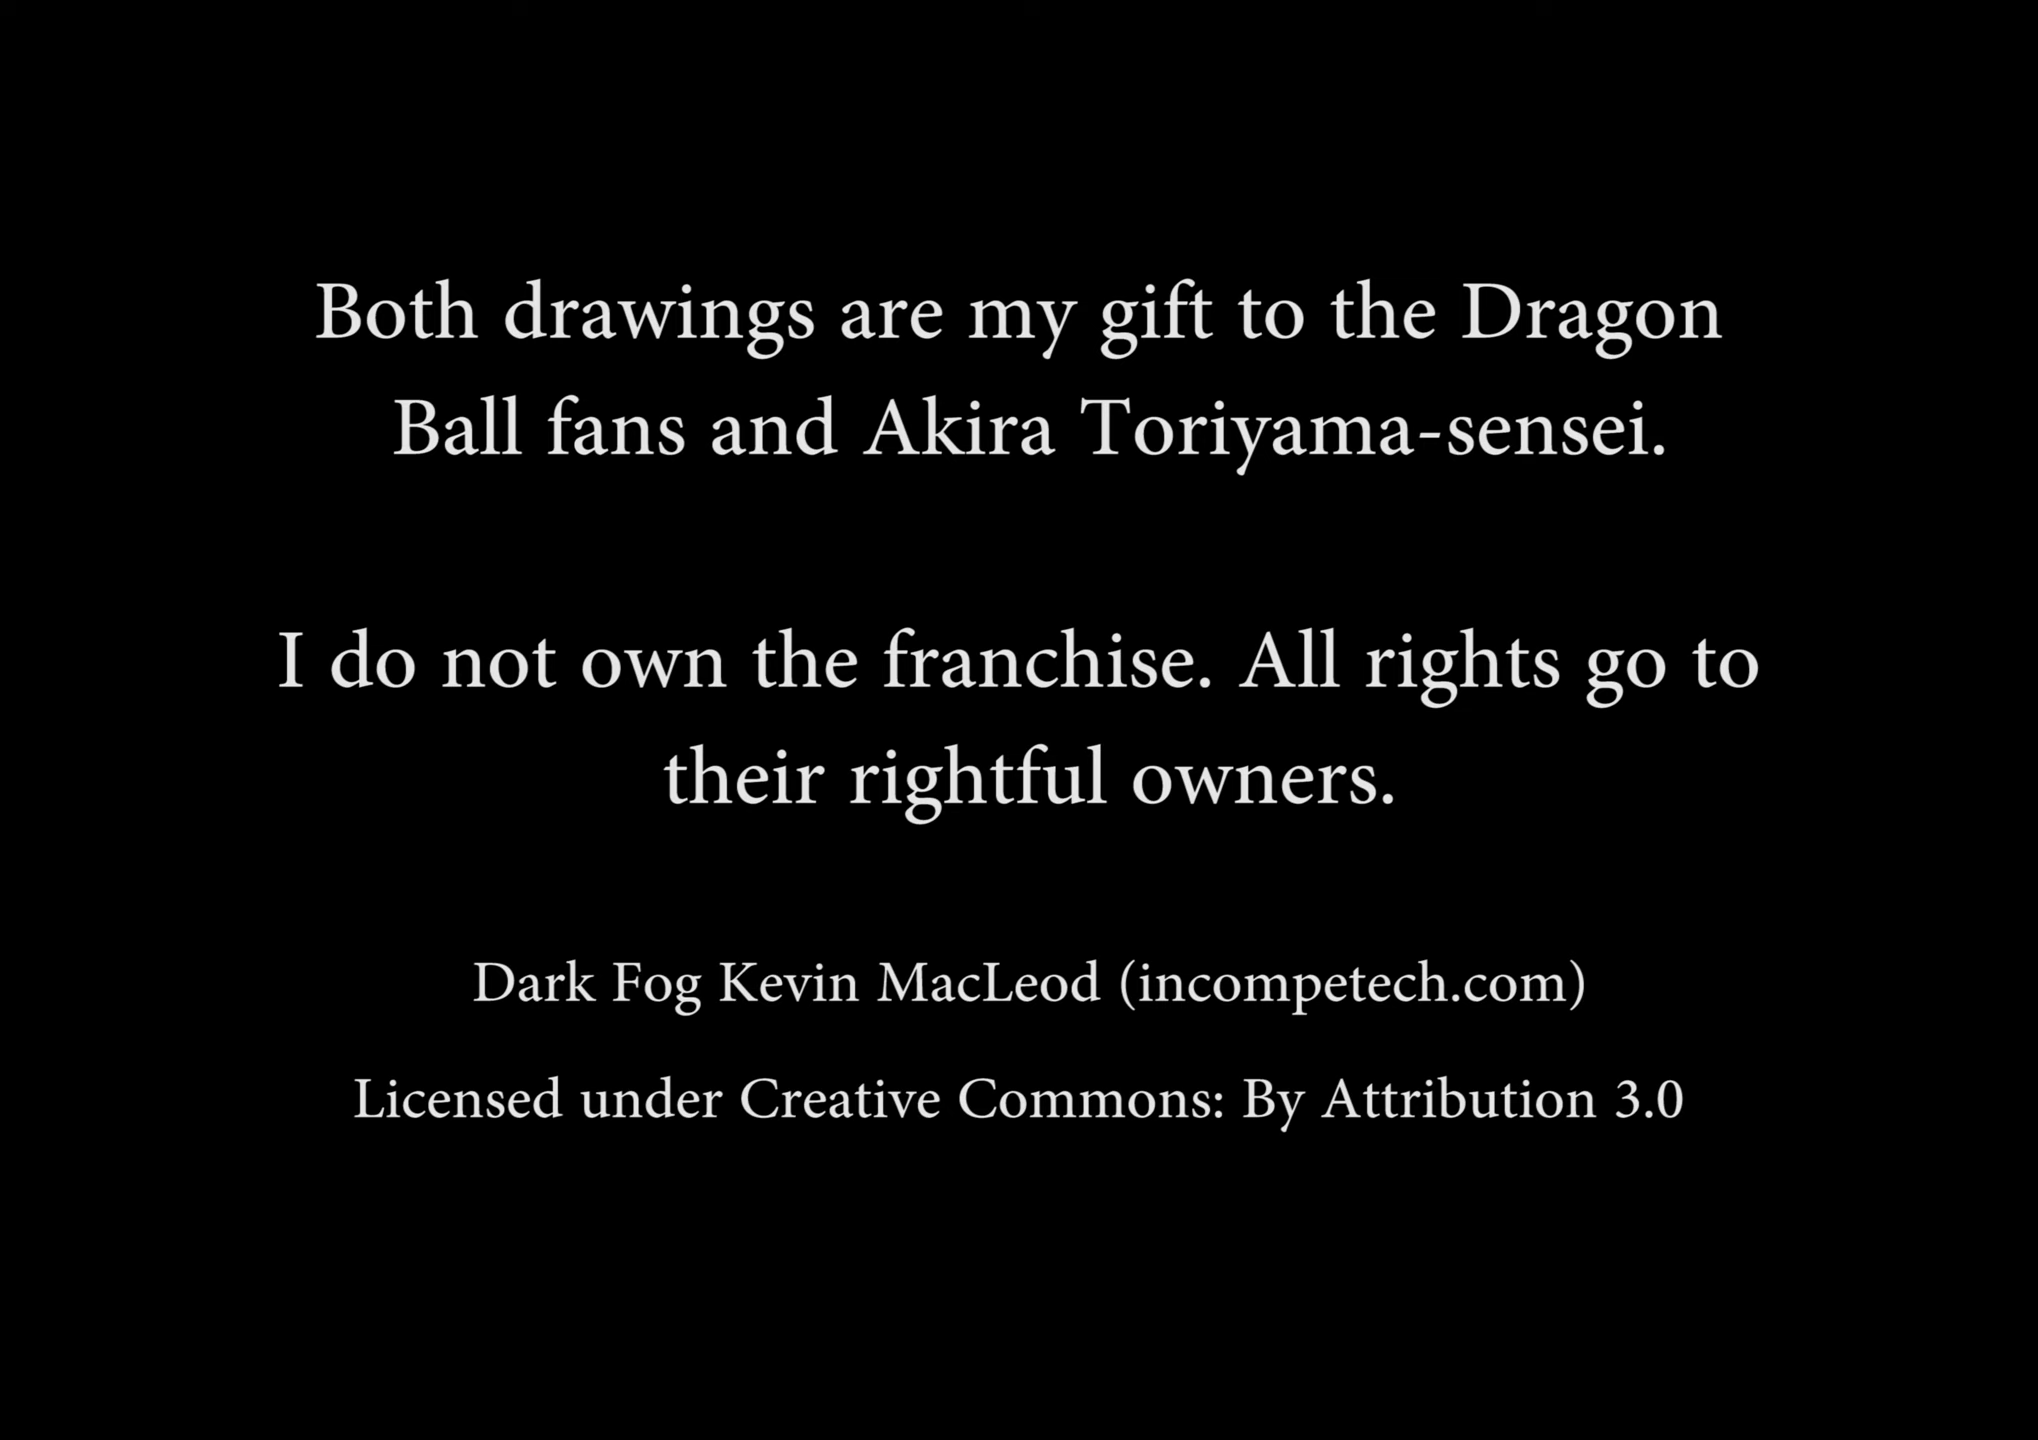 Both drawings are my gift to the Dragon
Ball fans and Akira Toriyama-sensei.
I do not own the franchise. All rights go to
their rightful owners.
Dark Fog Kevin MacLeod (incompetech.com)
Licensed under Creative Commons: By Attribution 3.0